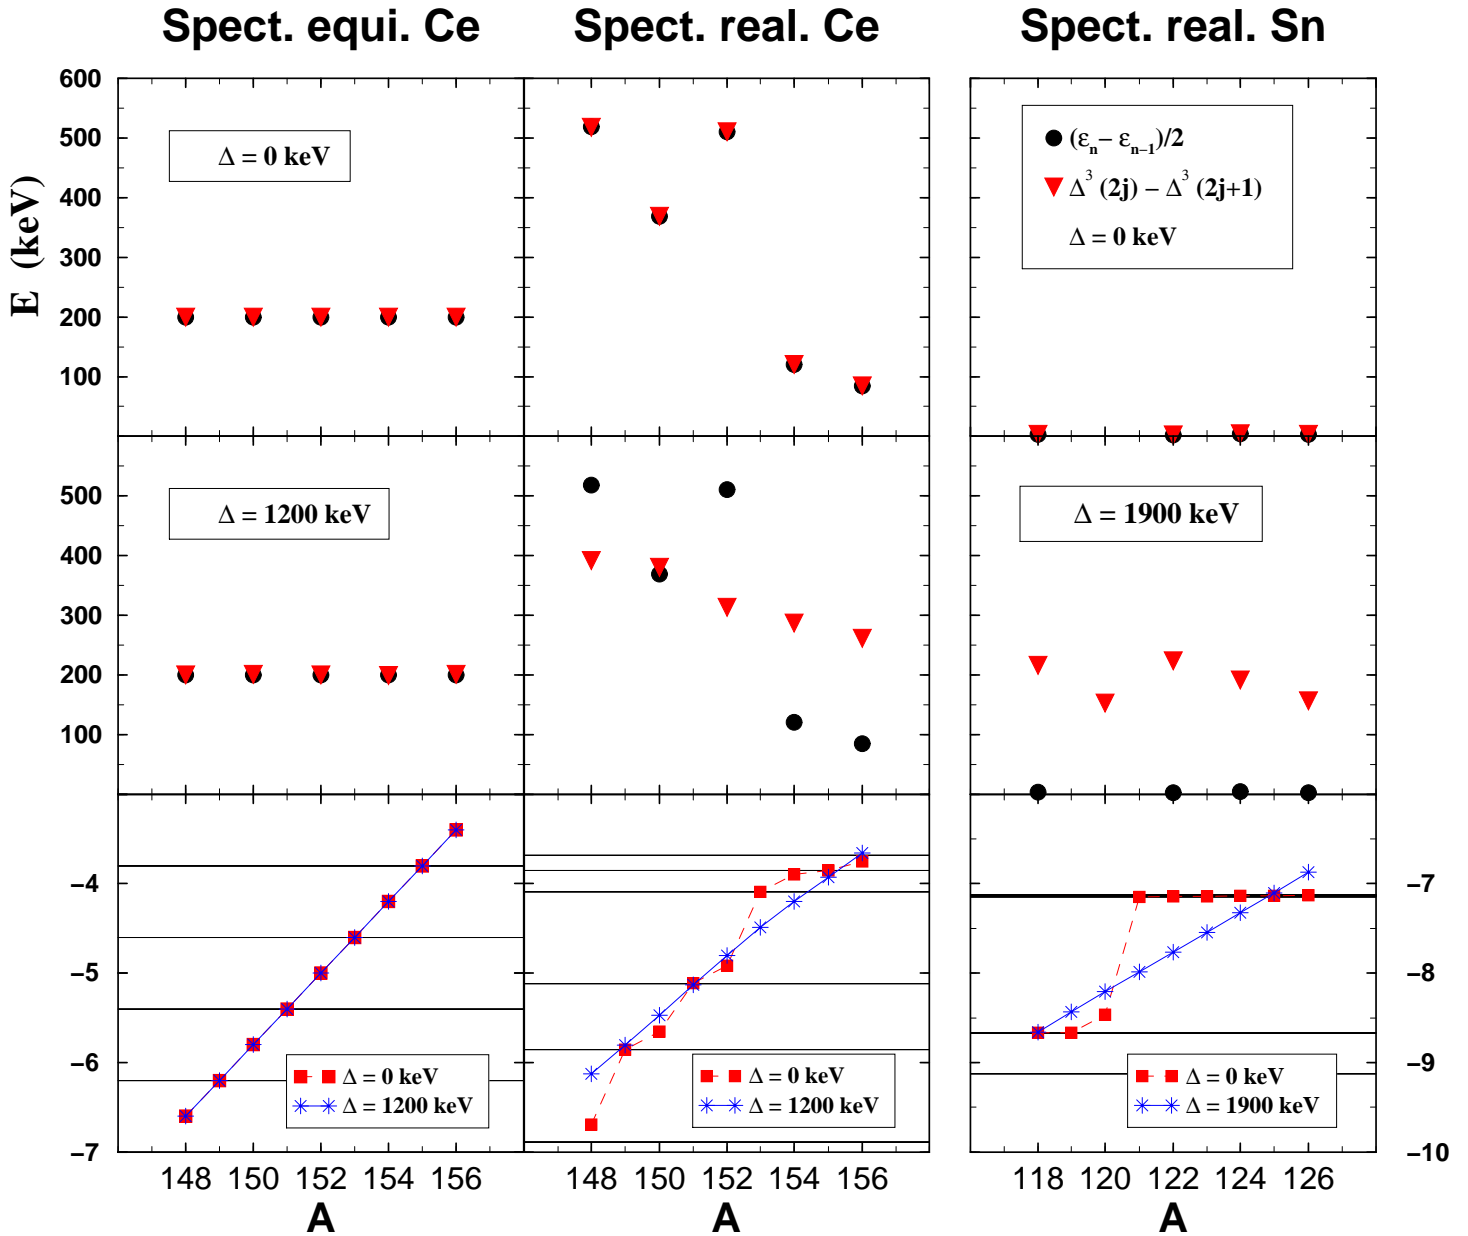 Spect. equi. Ce
Spect. real. Ce
Spect. real. Sn
E (keV)
600
500
400
300
200
100
Δ = 0 keV
(ε_n − ε_{n−1})/2
Δ^3 (2j) − Δ^3 (2j+1)
Δ = 0 keV
500
400
300
200
100
Δ = 1200 keV
Δ = 1900 keV
−4
−5
−6
−7
Δ = 0 keV
Δ = 1200 keV
Δ = 0 keV
Δ = 1200 keV
Δ = 0 keV
Δ = 1900 keV
−7
−8
−9
−10
148 150 152 154 156
148 150 152 154 156
118 120 122 124 126
A
A
A